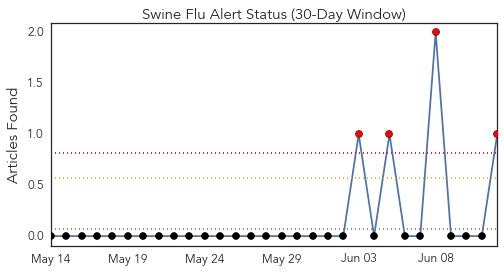 Swine Flu Alert Status (30-Day Window)
Articles Found
2.0
1.5
1.0
0.5
0.0
May 14
May 19
May 24
May 29
Jun 03
Jun 08